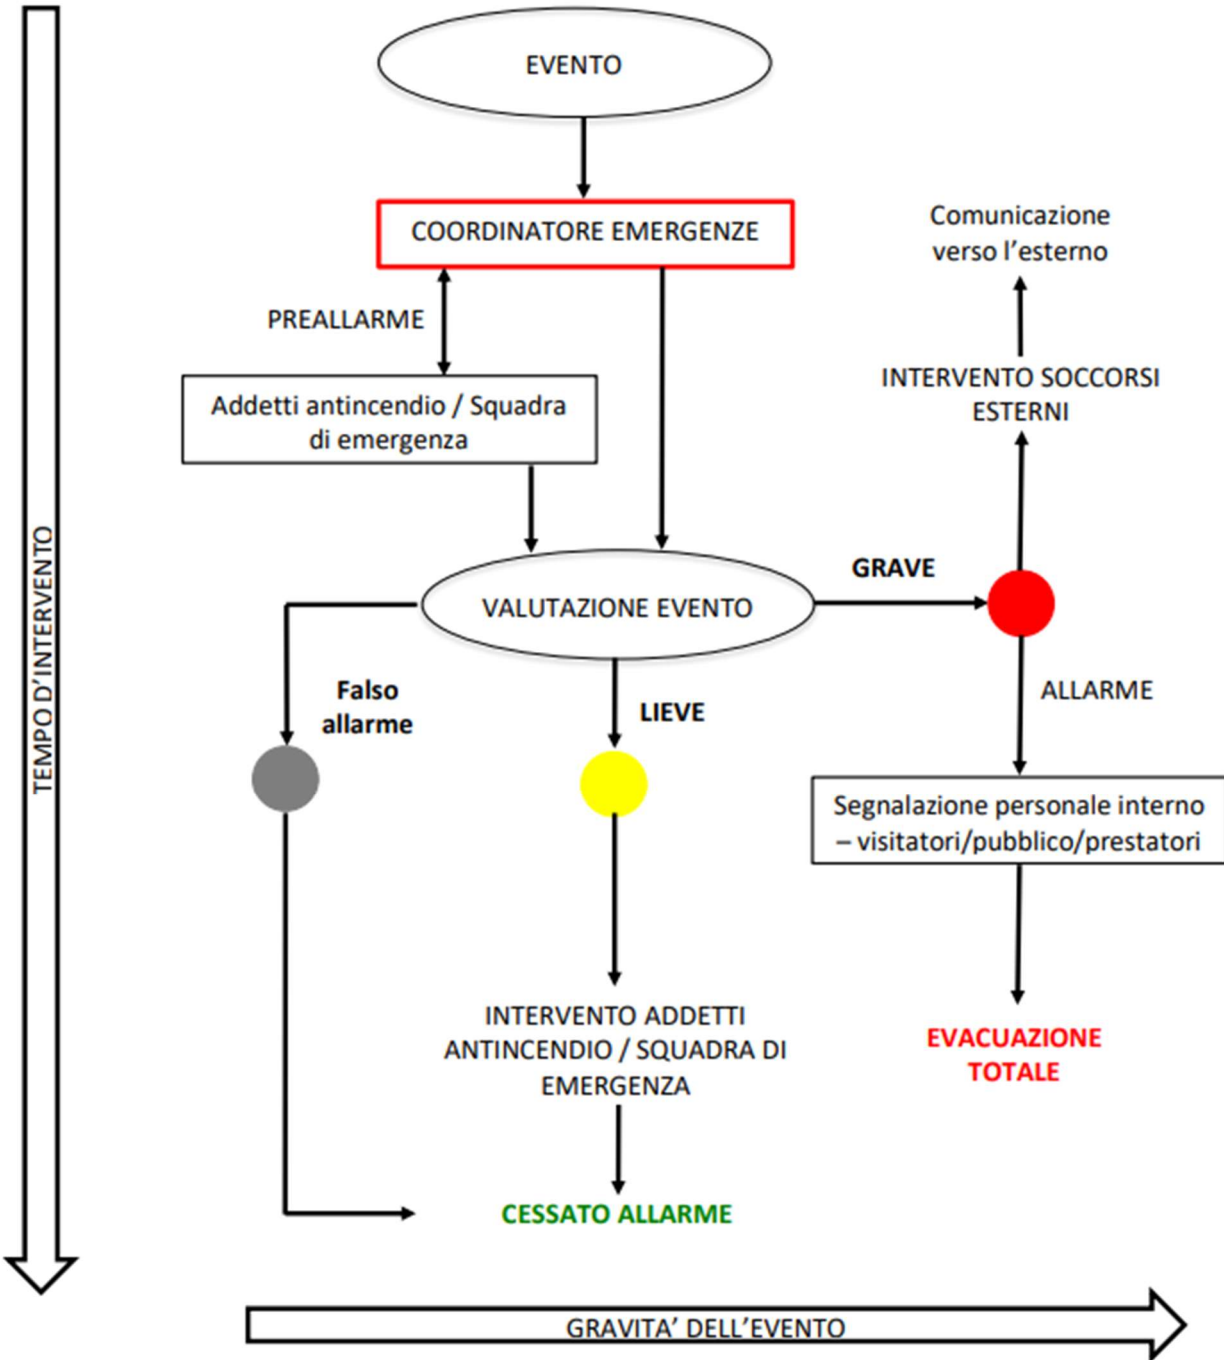 EVENTO
COORDINATORE EMERGENZE
Comunicazione
verso l'esterno
PREALLARME
INTERVENTO SOCCORSI
ESTERNI
Addetti antincendio / Squadra
di emergenza
GRAVE
VALUTAZIONE EVENTO
Falso
allarme
LIEVE
ALLARME
TEMPO D'INTERVENTO
Segnalazione personale interno
– visitatori/pubblico/prestatori
INTERVENTO ADDETTI
ANTINCENDIO / SQUADRA DI
EMERGENZA
EVACUAZIONE
TOTALE
CESSATO ALLARME
GRAVITA' DELL'EVENTO